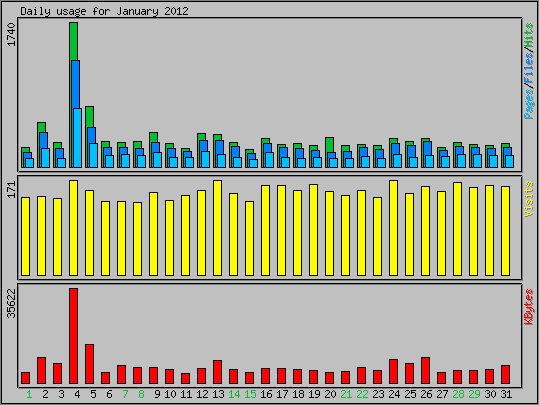 Daily usage for January 2012
1740
Pages/Files/Hits
171
Visits
35622
KBytes
1 2 3 4 5 6 7 8 9 10 11 12 13 14 15 16 17 18 19 20 21 22 23 24 25 26 27 28 29 30 31